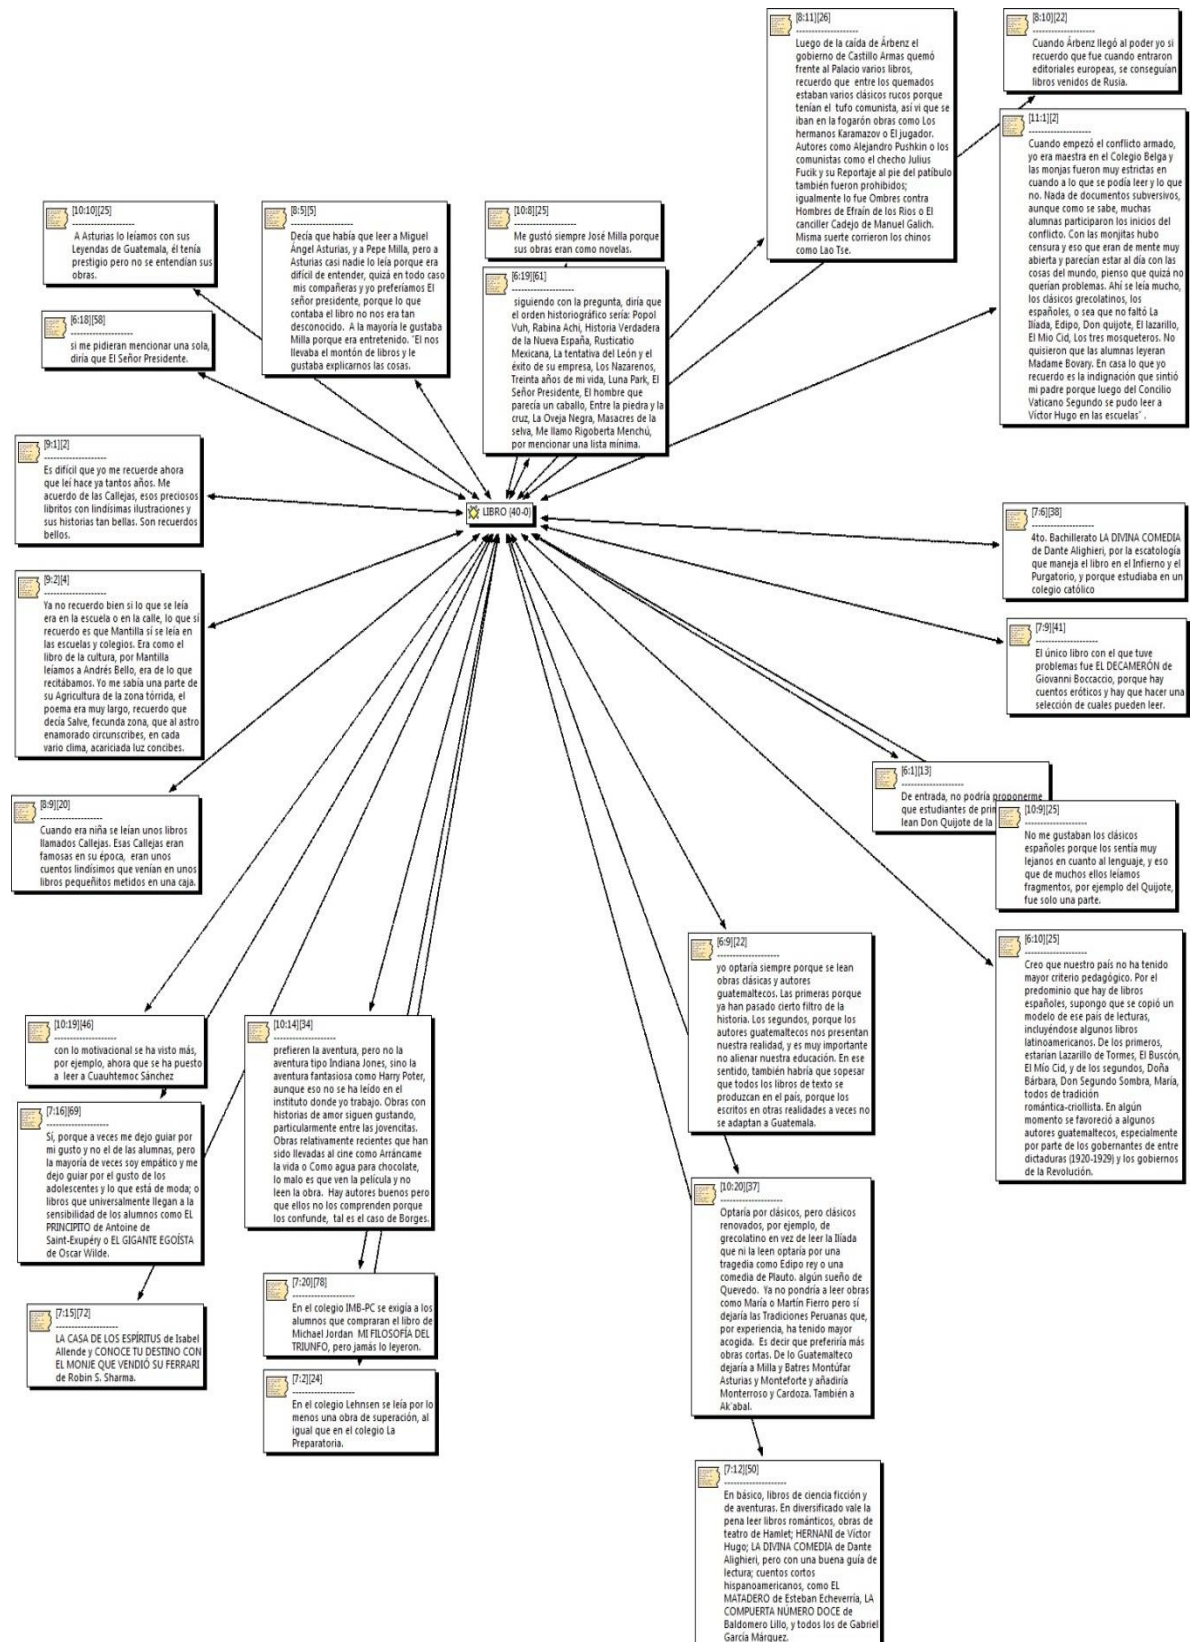 [8:11][26]
--------------------
Luego de la caída de Árbenz el
gobierno de Castillo Armas quemó
frente al Palacio varios libros,
recuerdo que entre los quemados
estaban varios clásicos rucos porque
tenían el tufo comunista, así vi que se
iban en la fogarón obras como Los
hermanos Karamazov o El jugador.
Autores como Alejandro Pushkin o los
comunistas como el checho Julius
Fucik y su Reportaje al pie del patíbulo
también fueron prohibidos;
igualmente lo fue Ombres contra
Hombres de Efraín de los Rios o El
canciller Cadejo de Manuel Galich.
Misma suerte corrieron los chinos
como Lao Tse.
[8:10][22]
--------------------
Cuando Árbenz llegó al poder yo si
recuerdo que fue cuando entraron
editoriales europeas, se conseguían
libros venidos de Rusia.
[11:1][2]
--------------------
Cuando empezó el conflicto armado,
yo era maestra en el Colegio Belga y
las monjas fueron muy estrictas en
cuando a lo que se podía leer y lo que
no. Nada de documentos subversivos,
aunque como se sabe, muchas
alumnas participaron los inicios del
conflicto. Con las monjitas hubo
censura y eso que eran de mente muy
abierta y parecían estar al día con las
cosas del mundo, pienso que quizá no
querían problemas. Ahí se leía mucho,
los clásicos grecolatinos, los
españoles, o sea que no faltó La
Ilíada, Edipo, Don quijote, El lazarillo,
El Mio Cid, Los tres mosqueteros. No
quisieron que las alumnas leyeran
Madame Bovary. En casa lo que yo
recuerdo es la indignación que sintió
mi padre porque luego del Concilio
Vaticano Segundo se pudo leer a
Víctor Hugo en las escuelas´ .
[10:10][25]
--------------------
A Asturias lo leíamos con sus
Leyendas de Guatemala, él tenía
prestigio pero no se entendían sus
obras.
[8:5][5]
--------------------
Decía que había que leer a Miguel
Ángel Asturias, y a Pepe Milla, pero a
Asturias casi nadie lo leía porque era
difícil de entender, quizá en todo caso
mis compañeras y yo preferíamos El
señor presidente, porque lo que
contaba el libro no nos era tan
desconocido. A la mayoría le gustaba
Milla porque era entretenido. ´El nos
llevaba el montón de libros y le
gustaba explicarnos las cosas.
[10:8][25]
--------------------
Me gustó siempre José Milla porque
sus obras eran como novelas.
[6:19][61]
--------------------
siguiendo con la pregunta, diría que
el orden historiográfico sería: Popol
Vuh, Rabina Achi, Historia Verdadera
de la Nueva España, Rusticatio
Mexicana, La tentativa del León y el
éxito de su empresa, Los Nazarenos,
Treinta años de mi vida, Luna Park, El
Señor Presidente, El hombre que
parecía un caballo, Entre la piedra y la
cruz, La Oveja Negra, Masacres de la
selva, Me llamo Rigoberta Menchú,
por mencionar una lista mínima.
[6:18][58]
--------------------
si me pidieran mencionar una sola,
diría que El Señor Presidente.
[9:1][2]
--------------------
Es difícil que yo me recuerde ahora
que leí hace ya tantos años. Me
acuerdo de las Callejas, esos preciosos
libritos con lindísimas ilustraciones y
sus historias tan bellas. Son recuerdos
bellos.
LIBRO {40-0}
[7:6][38]
--------------------
4to. Bachillerato LA DIVINA COMEDIA
de Dante Alighieri, por la escatología
que maneja el libro en el Infierno y el
Purgatorio, y porque estudiaba en un
colegio católico
[9:2][4]
--------------------
Ya no recuerdo bien si lo que se leía
era en la escuela o en la calle, lo que sí
recuerdo es que Mantilla sí se leia en
las escuelas y colegios. Era como el
libro de la cultura, por Mantilla
leíamos a Andrés Bello, era de lo que
recitábamos. Yo me sabía una parte de
su Agricultura de la zona tórrida, el
poema era muy largo, recuerdo que
decía Salve, fecunda zona, que al astro
enamorado circunscribes, en cada
vario clima, acariciada luz concibes.
[7:9][41]
--------------------
El único libro con el que tuve
problemas fue EL DECAMERÓN de
Giovanni Boccaccio, porque hay
cuentos eróticos y hay que hacer una
selección de cuales pueden leer.
[8:9][20]
--------------------
Cuando era niña se leían unos libros
llamados Callejas. Esas Callejas eran
famosas en su época, eran unos
cuentos lindísimos que venían en unos
libros pequeñitos metidos en una caja.
[6:1][13]
--------------------
De entrada, no podría proponerme
que estudiantes de
lean Don Quijote de la
[10:9][25]
--------------------
No me gustaban los clásicos
españoles porque los sentía muy
lejanos en cuanto al lenguaje, y eso
que de muchos ellos leíamos
fragmentos, por ejemplo del Quijote,
fue solo una parte.
[6:9][22]
--------------------
yo optaría siempre porque se lean
obras clásicas y autores
guatemaltecos. Las primeras porque
ya han pasado cierto filtro de la
historia. Los segundos, porque los
autores guatemaltecos nos presentan
nuestra realidad, y es muy importante
no alienar nuestra educación. En ese
sentido, también habría que sopesar
que todos los libros de texto se
produzcan en el país, porque los
escritos en otras realidades a veces no
se adaptan a Guatemala.
[6:10][25]
--------------------
Creo que nuestro país no ha tenido
mayor criterio pedagógico. Por el
predominio que hay de libros
españoles, supongo que se copió un
modelo de ese país de lecturas,
incluyéndose algunos libros
latinoamericanos. De los primeros,
estarían Lazarillo de Tormes, El Buscón,
El Mío Cid, y de los segundos, Doña
Bárbara, Don Segundo Sombra, María,
todos de tradición
romántica-criollista. En algún
momento se favoreció a algunos
autores guatemaltecos, especialmente
por parte de los gobernantes de entre
dictaduras (1920-1929) y los gobiernos
de la Revolución.
[10:19][46]
--------------------
con lo motivacional se ha visto más,
por ejemplo, ahora que se ha puesto
a leer a Cuauhtemoc Sánchez
[10:14][34]
--------------------
prefieren la aventura, pero no la
aventura tipo Indiana Jones, sino la
aventura fantasiosa como Harry Poter,
aunque eso no se ha leído en el
instituto donde yo trabajo. Obras con
historias de amor siguen gustando,
particularmente entre las jovencitas.
Obras relativamente recientes que han
sido llevadas al cine como Arráncame
la vida o Como agua para chocolate,
lo malo es que ven la película y no
leen la obra. Hay autores buenos pero
que ellos no los comprenden porque
los confunde, tal es el caso de Borges.
[7:16][69]
--------------------
Sí, porque a veces me dejo guiar por
mi gusto y no el de las alumnas, pero
la mayoría de veces soy empático y me
dejo guiar por el gusto de los
adolescentes y lo que está de moda; o
libros que universalmente llegan a la
sensibilidad de los alumnos como EL
PRINCIPITO de Antoine de
Saint-Exupéry o EL GIGANTE EGOÍSTA
de Oscar Wilde.
[10:20][37]
--------------------
Optaría por clásicos, pero clásicos
renovados, por ejemplo, de
grecolatino en vez de leer la Ilíada
que ni la leen optaría por una
tragedia como Edipo rey o una
comedia de Plauto. algún sueño de
Quevedo. Ya no pondría a leer obras
como María o Martín Fierro pero sí
dejaría las Tradiciones Peruanas que,
por experiencia, ha tenido mayor
acogida. Es decir que preferiría más
obras cortas. De lo Guatemalteco
dejaría a Milla y Batres Montúfar
Asturias y Monteforte y añadiría
Monterroso y Cardoza. También a
Ak´abal.
[7:20][78]
--------------------
En el colegio IMB-PC se exigía a los
alumnos que compraran el libro de
Michael Jordan MI FILOSOFÍA DEL
TRIUNFO, pero jamás lo leyeron.
[7:15][72]
--------------------
LA CASA DE LOS ESPÍRITUS de Isabel
Allende y CONOCE TU DESTINO CON
EL MONJE QUE VENDIÓ SU FERRARI
de Robin S. Sharma.
[7:2][24]
--------------------
En el colegio Lehnsen se leía por lo
menos una obra de superación, al
igual que en el colegio La
Preparatoria.
[7:12][50]
--------------------
En básico, libros de ciencia ficción y
de aventuras. En diversificado vale la
pena leer libros románticos, obras de
teatro de Hamlet; HERNANI de Víctor
Hugo; LA DIVINA COMEDIA de Dante
Alighieri, pero con una buena guía de
lectura; cuentos cortos
hispanoamericanos, como EL
MATADERO de Esteban Echeverría, LA
COMPUERTA NÚMERO DOCE de
Baldomero Lillo, y todos los de Gabriel
García Márquez.